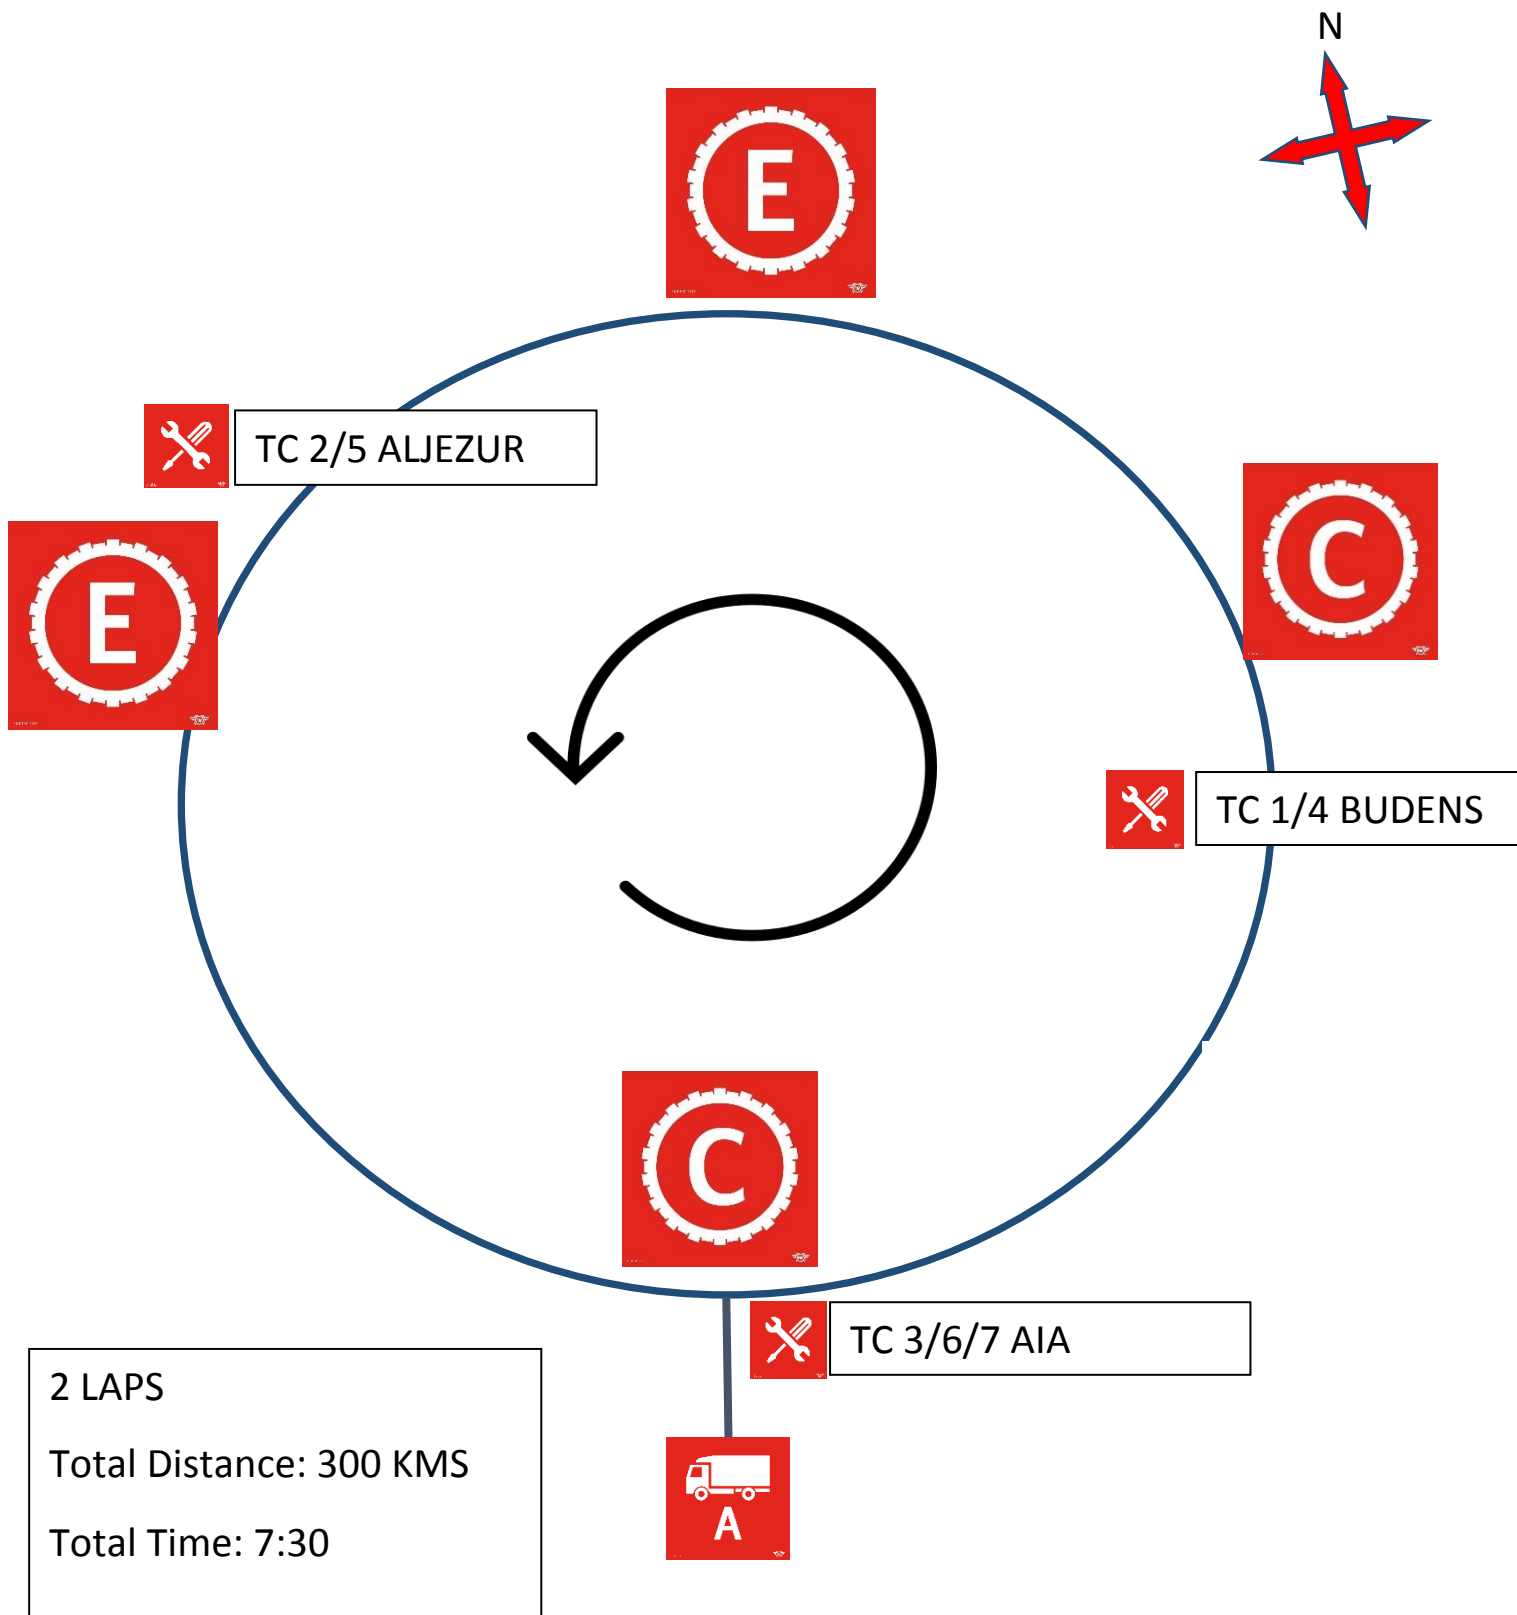 N
E
TC 2/5 ALJEZUR
C
E
TC 1/4 BUDENS
C
TC 3/6/7 AIA
2 LAPS
Total Distance: 300 KMS
Total Time: 7:30
A